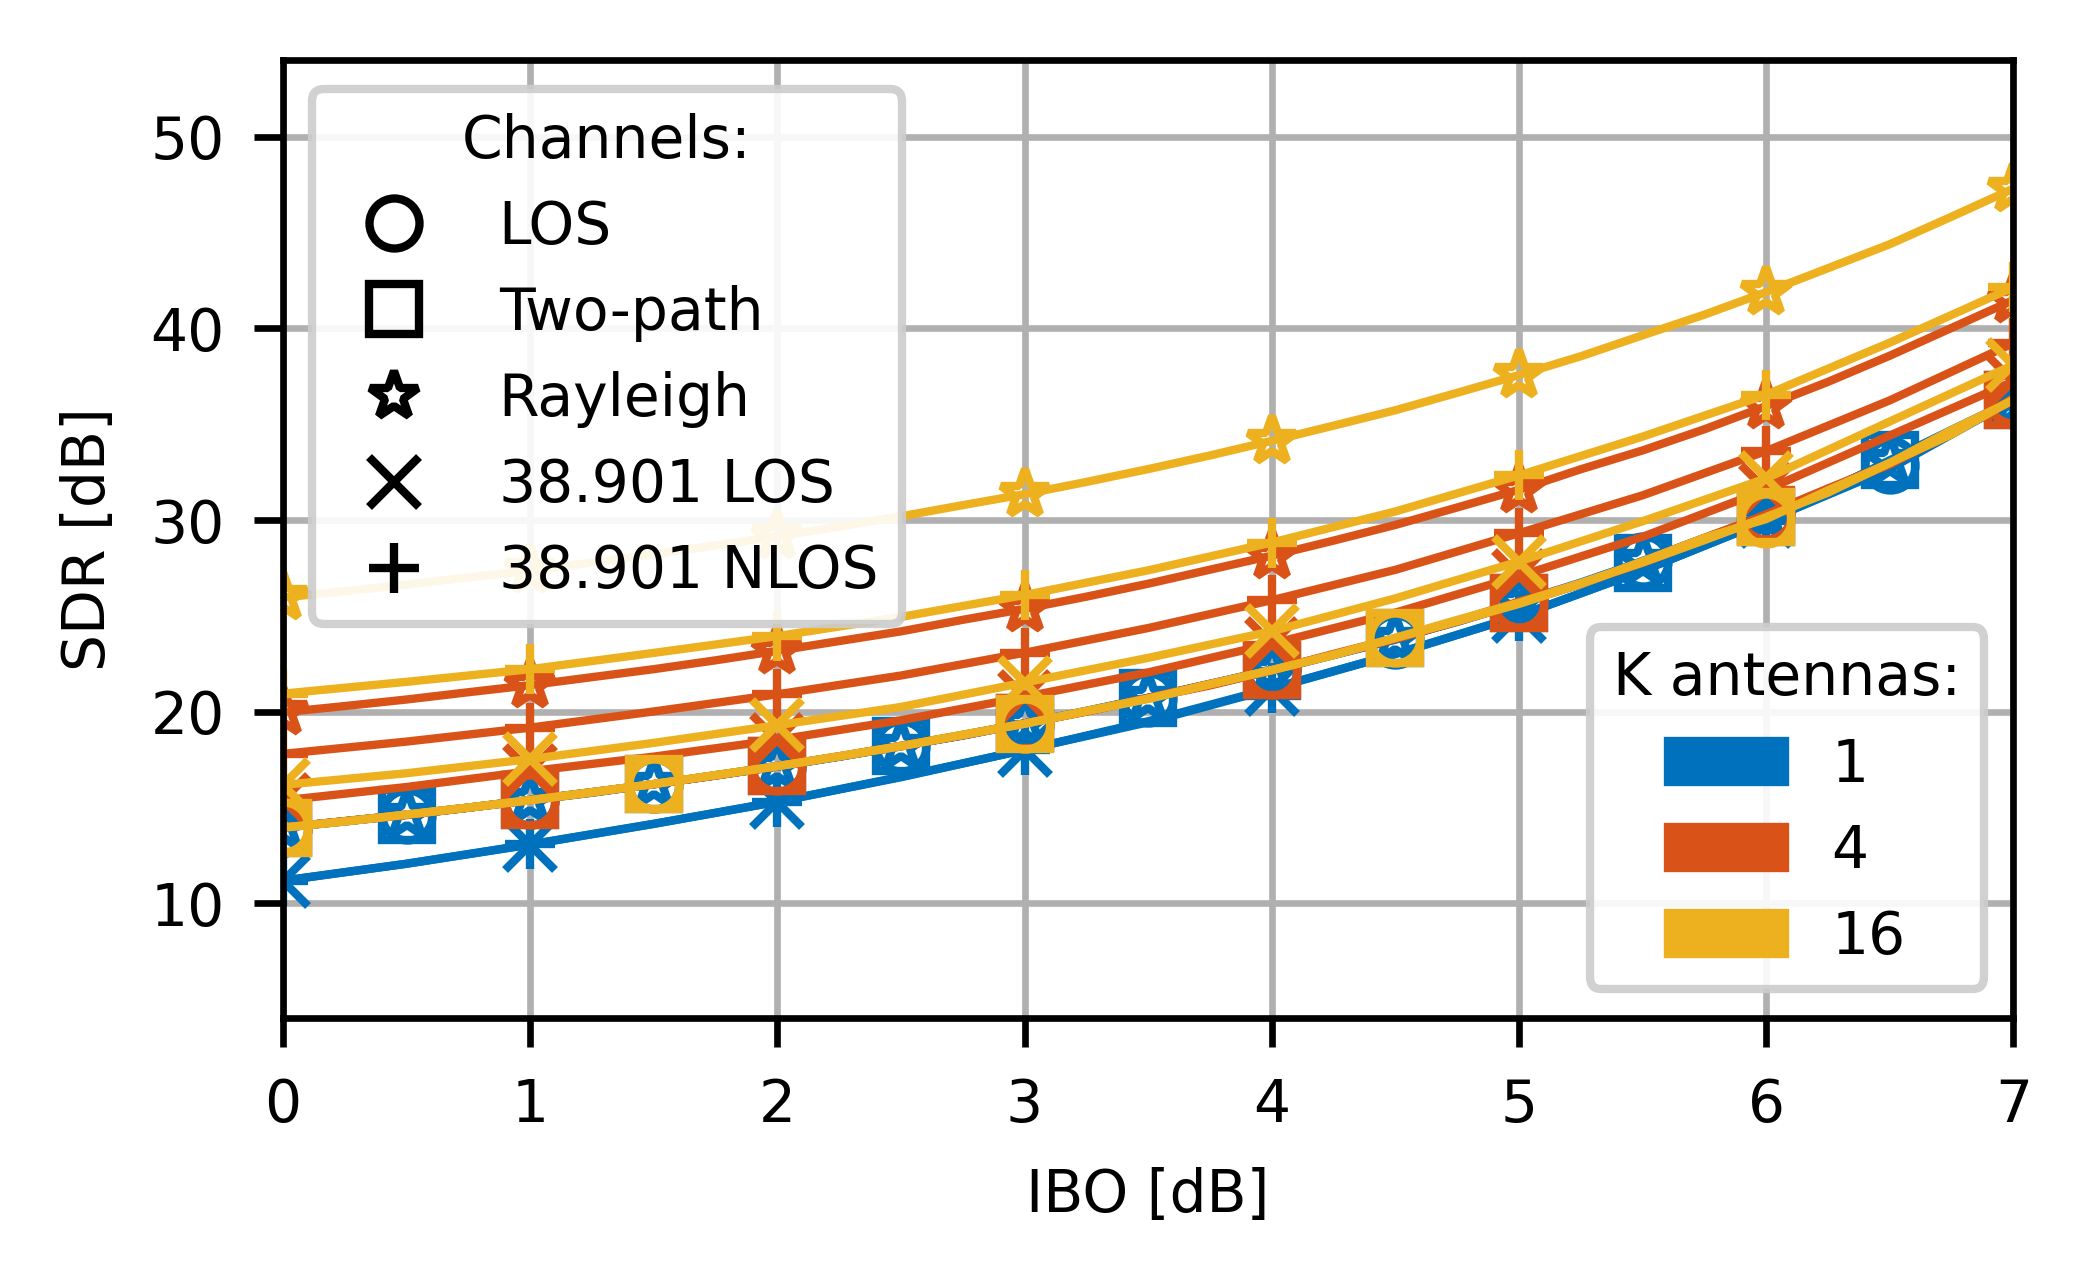 SDR [dB]
50
40
30
20
10
Channels:
LOS
Two-path
Rayleigh
38.901 LOS
38.901 NLOS
K antennas:
1
4
16
0 1 2 3 4 5 6 7
IBO [dB]